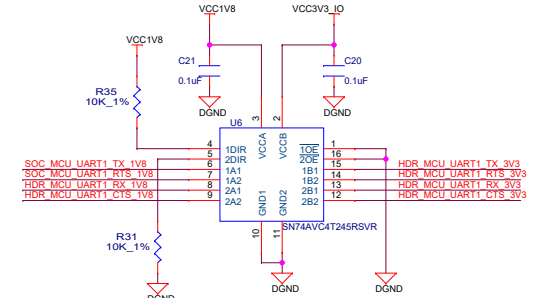 VCC1V8
VCC3V3_IO
VCC1V8
C21
C20
R35
10K_1%
0.1uF
0.1uF
DGND
DGND
U6
3
2
VCCA
VCCB
4
1DIR
1OE
1
5
2DIR
2OE
16
SOC_MCU_UART1_TX_1V8
6
1A1
1B1
15
HDR_MCU_UART1_TX_3V3
SOC_MCU_UART1_RTS_1V8
7
1A2
1B2
14
HDR_MCU_UART1_RTS_3V3
HDR_MCU_UART1_RX_1V8
8
2A1
2B1
13
HDR_MCU_UART1_RX_3V3
HDR_MCU_UART1_CTS_1V8
9
2A2
2B2
12
HDR_MCU_UART1_CTS_3V3
GND1
GND2
SN74AVC4T245RSVR
10
11
R31
10K_1%
DGND
DGND
DGND